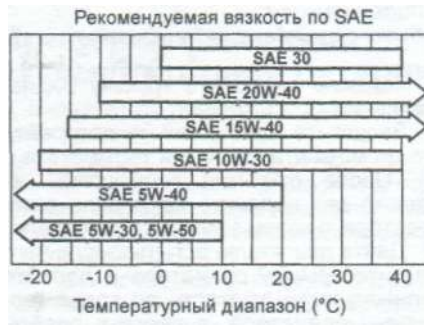 Рекомендуемая вязкость по SAE
SAE 30
SAE 20W-40
SAE 15W-40
SAE 10W-30
SAE 5W-40
SAE 5W-30, 5W-50
-20 -10 0 10 20 30 40
Температурный диапазон (°C)